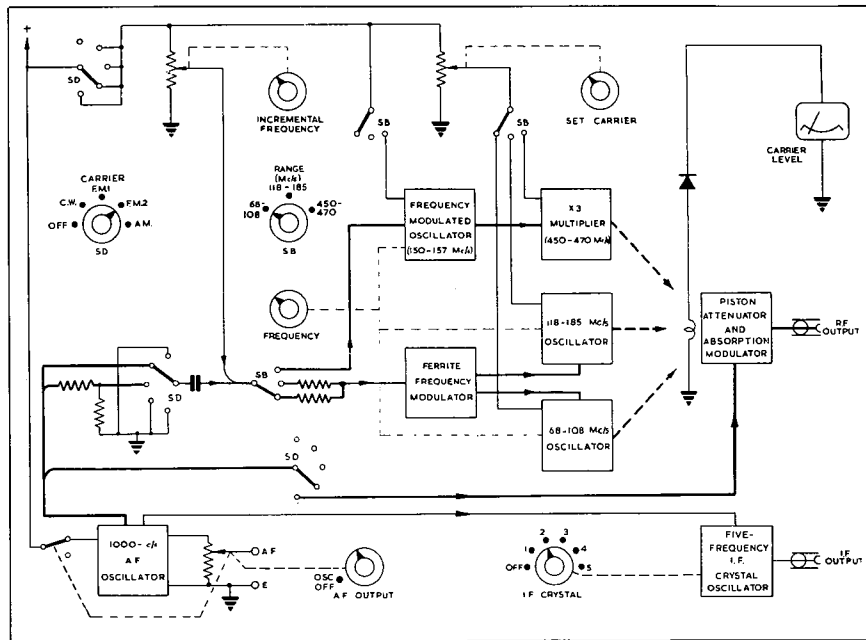 +
SD
INCREMENTAL
FREQUENCY
SB
SB
SET CARRIER
CARRIER
LEVEL
CARRIER
F.M.1
C.W.
F.M.2
OFF
A.M.
SD
RANGE
(Mc/s)
118-185
68-
108
450-
470
SB
FREQUENCY
MODULATED
OSCILLATOR
(150-157 Mc/s)
X3
MULTIPLIER
(450-470 Mc/s)
FREQUENCY
118-185 Mc/s
OSCILLATOR
PISTON
ATTENUATOR
AND
ABSORPTION
MODULATOR
RF
OUTPUT
SD
SB
FERRITE
FREQUENCY
MODULATOR
68-108 Mc/s
OSCILLATOR
SD
1000-c/s
A.F.
OSCILLATOR
A F
E
OSC
OFF
A.F OUTPUT
OFF
1
2
3
4
5
I.F CRYSTAL
FIVE-
FREQUENCY
I.F.
CRYSTAL
OSCILLATOR
I.F
OUTPUT